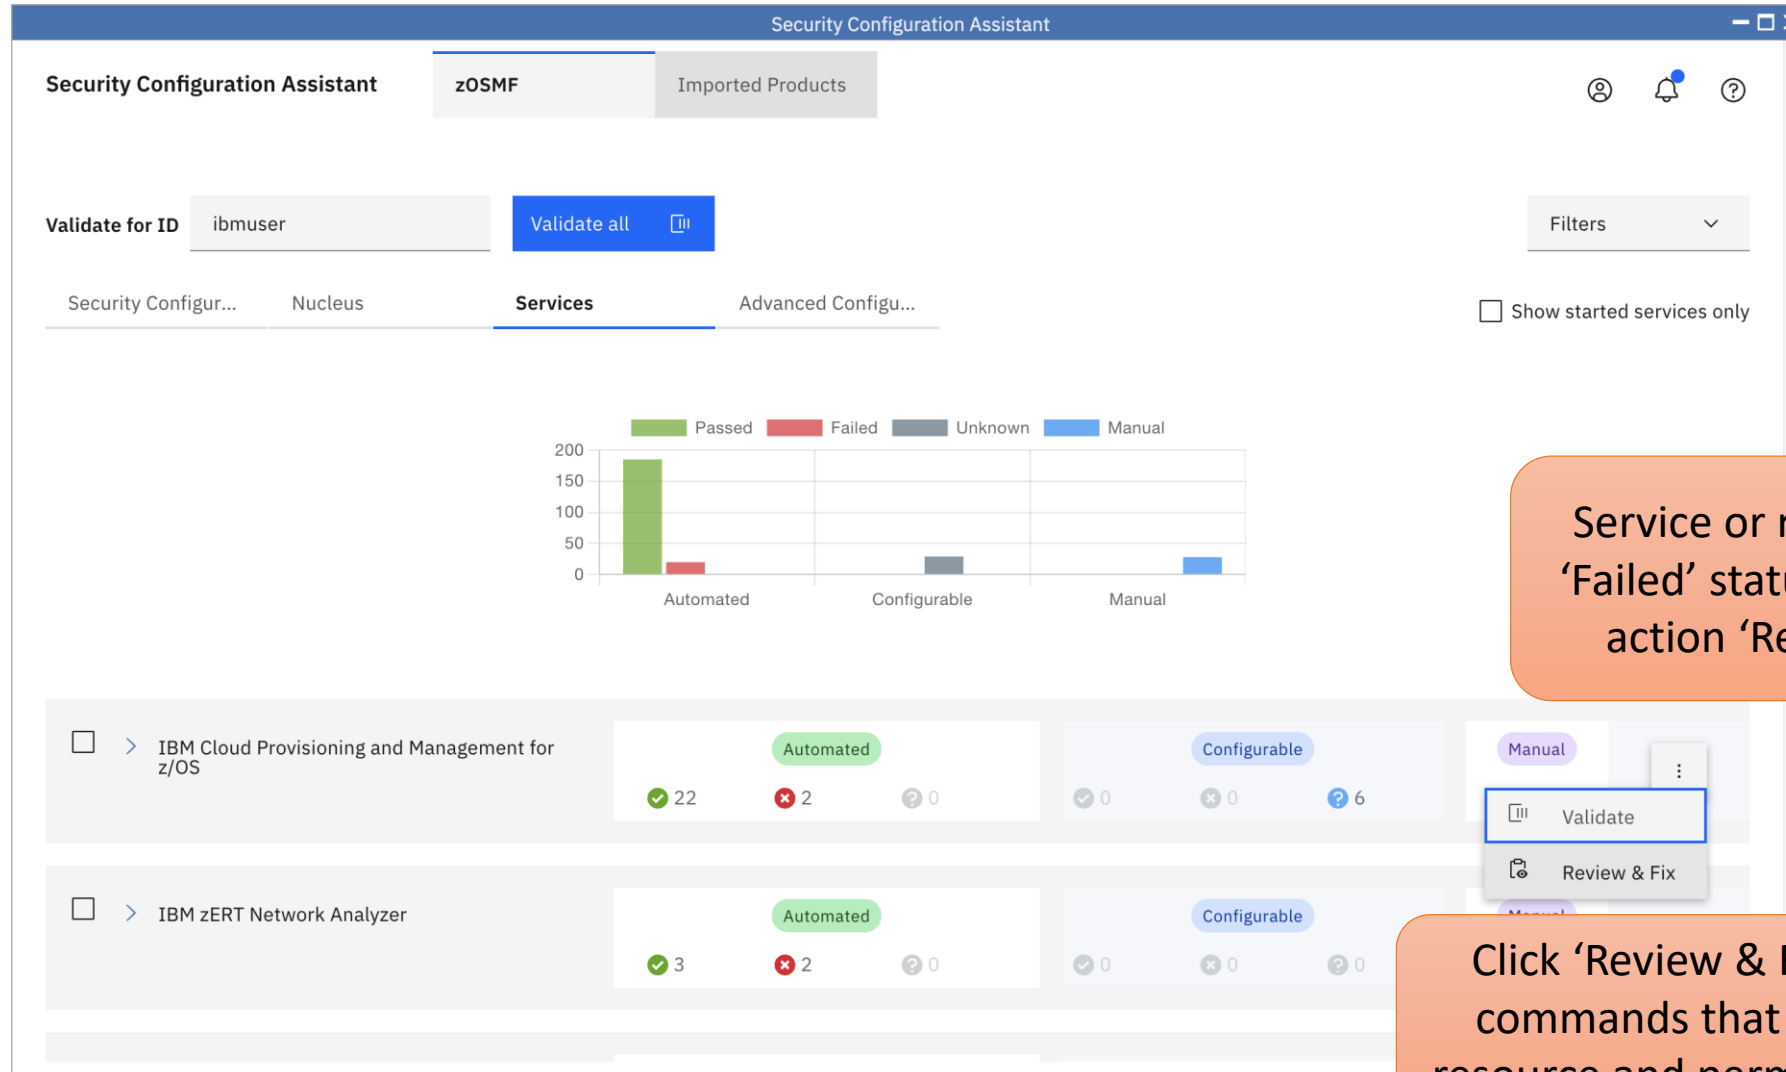 Security Configuration Assistant
Security Configuration Assistant
zOSMF
Imported Products
Validate for ID
ibmuser
Validate all
Filters
Security Configur...
Nucleus
Services
Advanced Configu...
Show started services only
Passed
Failed
Unknown
Manual
200
150
100
50
0
Automated
Configurable
Manual
Service or
‘Failed’
action
IBM Cloud Provisioning and Management for
z/OS
Automated
22
2
0
Configurable
0
0
6
Manual
Validate
Review & Fix
IBM zERT Network Analyzer
Automated
3
2
0
Configurable
0
0
0
Click ‘Review &
commands that
resource and